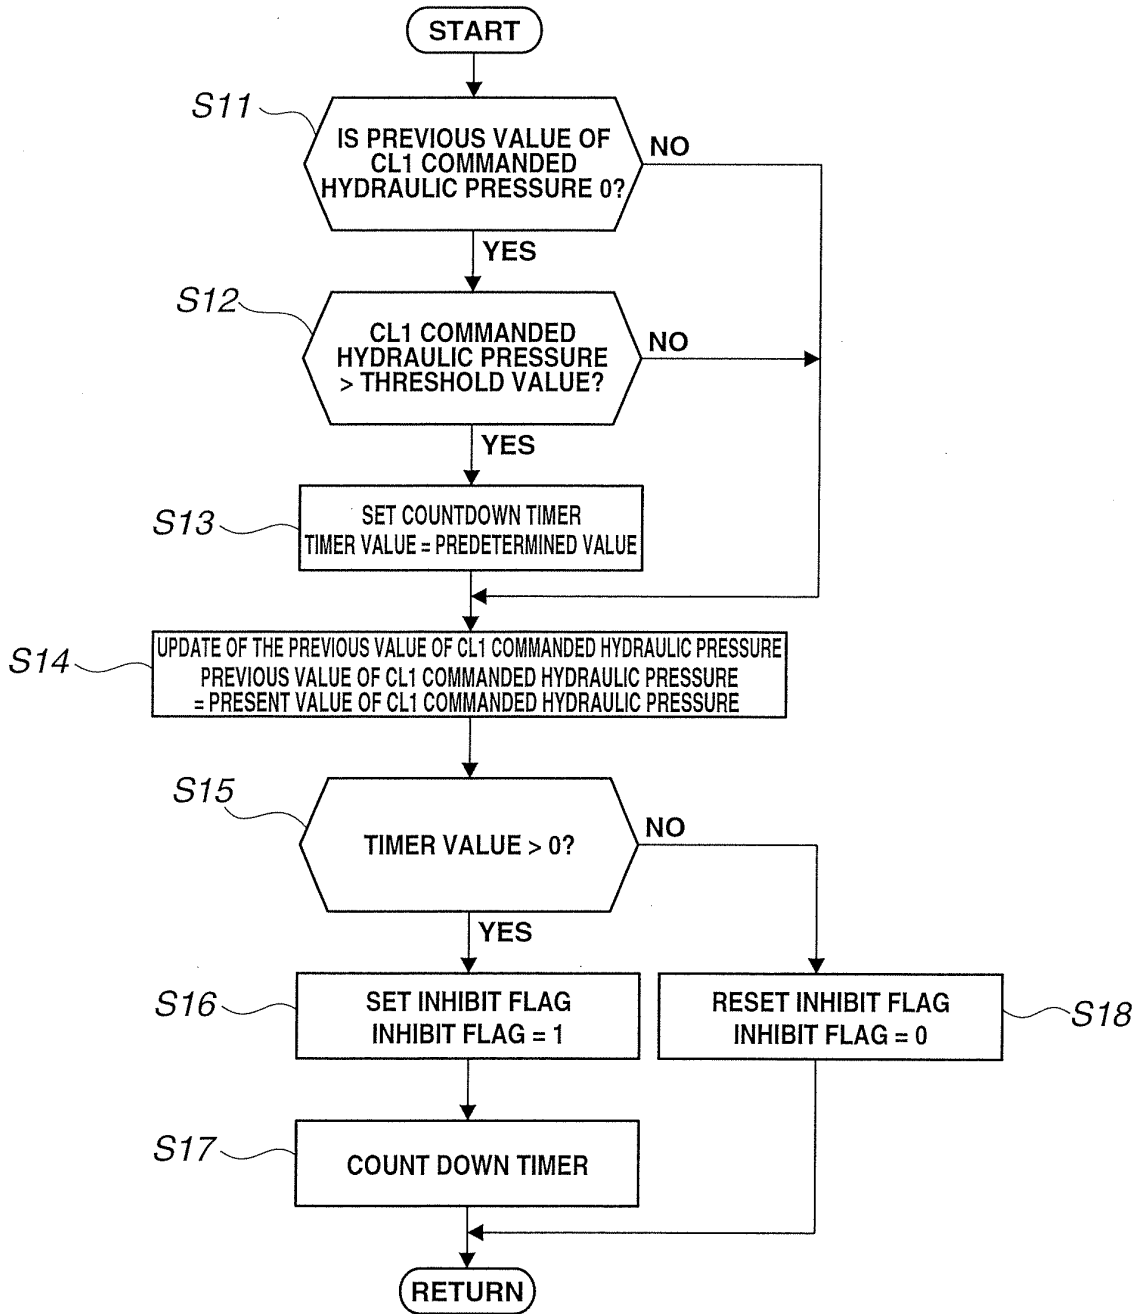 START
S11
IS PREVIOUS VALUE OF
CL1 COMMANDED
HYDRAULIC PRESSURE 0?
NO
YES
S12
CL1 COMMANDED
HYDRAULIC PRESSURE
> THRESHOLD VALUE?
NO
YES
S13
SET COUNTDOWN TIMER
TIMER VALUE = PREDETERMINED VALUE
S14
UPDATE OF THE PREVIOUS VALUE OF CL1 COMMANDED HYDRAULIC PRESSURE
PREVIOUS VALUE OF CL1 COMMANDED HYDRAULIC PRESSURE
= PRESENT VALUE OF CL1 COMMANDED HYDRAULIC PRESSURE
S15
TIMER VALUE > 0?
NO
YES
S16
SET INHIBIT FLAG
INHIBIT FLAG = 1
RESET INHIBIT FLAG
INHIBIT FLAG = 0
S18
S17
COUNT DOWN TIMER
RETURN